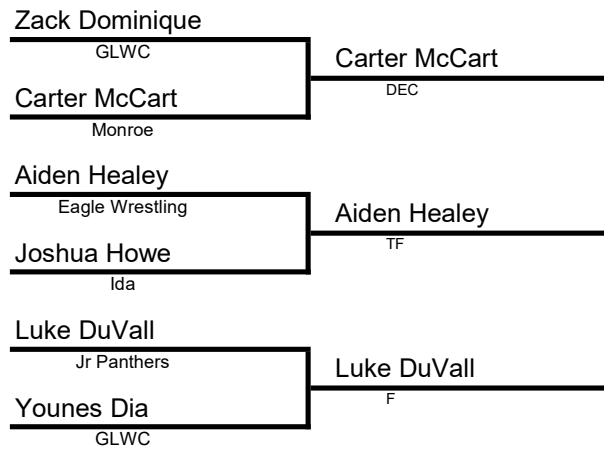 Zack Dominique
GLWC
Carter McCart
DEC
Carter McCart
Monroe
Aiden Healey
Eagle Wrestling
Aiden Healey
TF
Joshua Howe
Ida
Luke DuVall
Jr Panthers
Luke DuVall
F
Younes Dia
GLWC